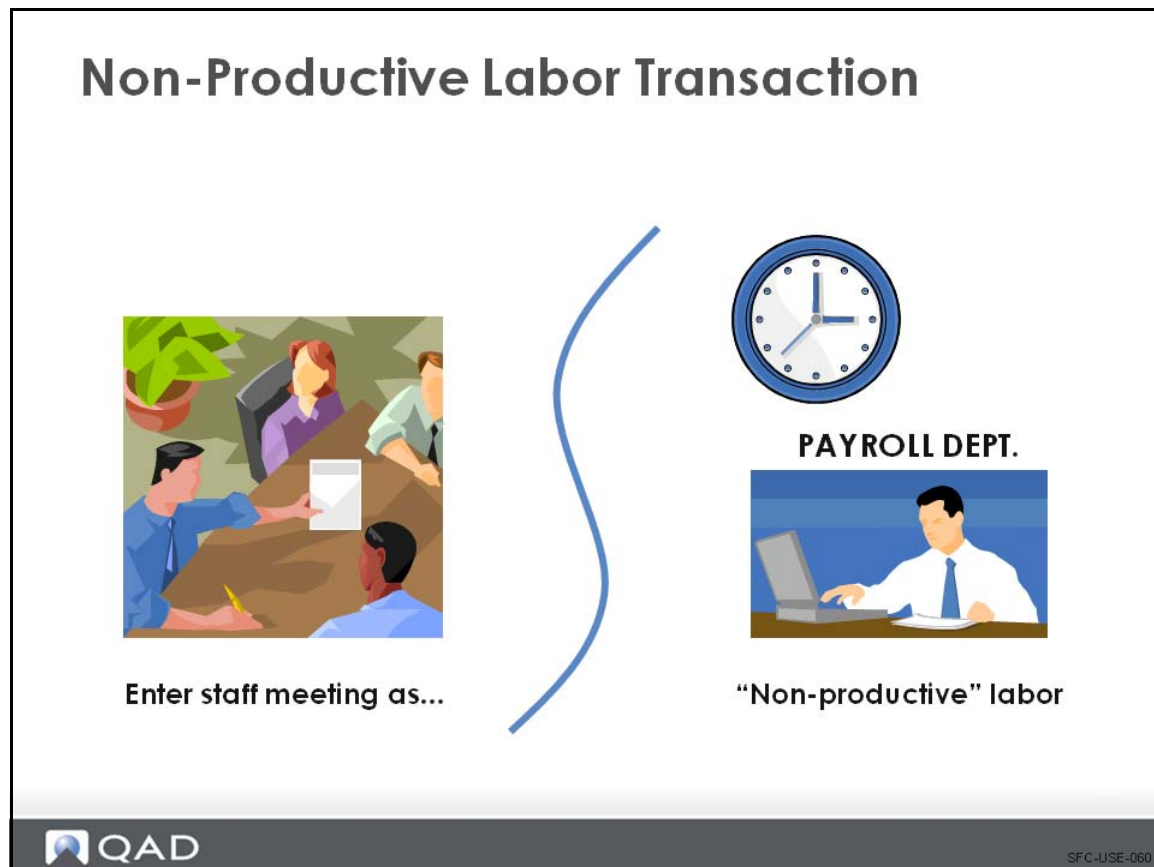 Non-Productive Labor Transaction
PAYROLL DEPT.
Enter staff meeting as...
“Non-productive” labor
QAD
SFC-USE-060